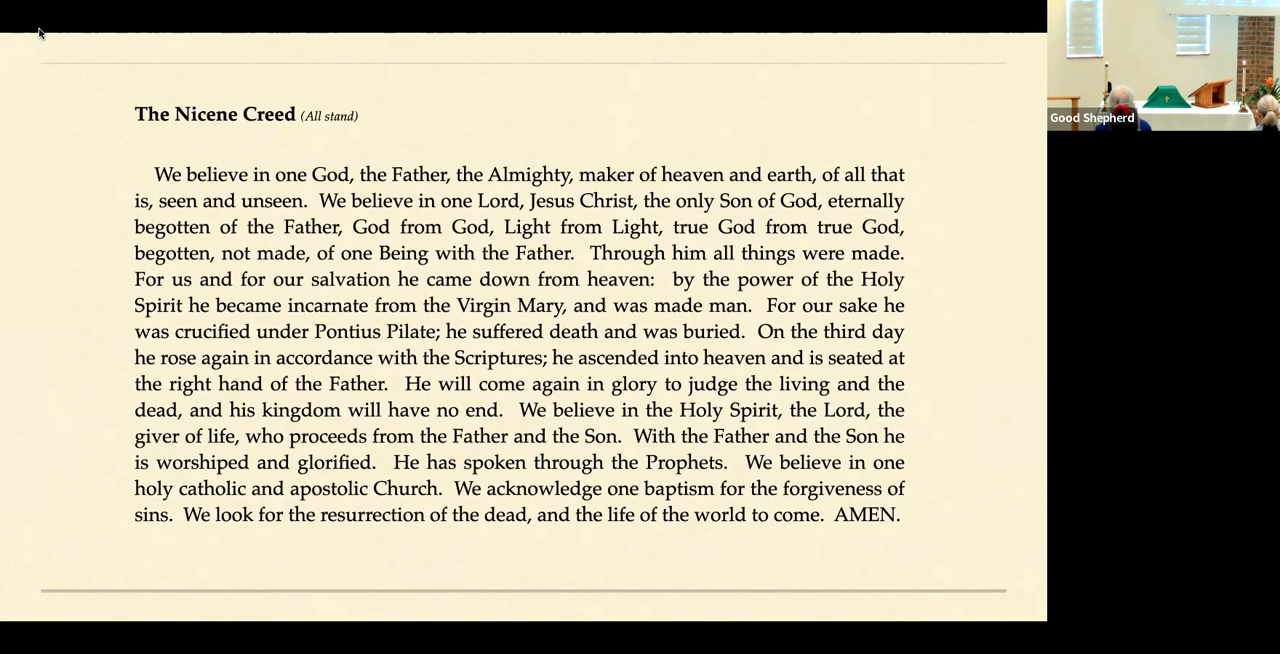 The Nicene Creed (All stand)
We believe in one God, the Father, the Almighty, maker of heaven and earth, of all that
is, seen and unseen. We believe in one Lord, Jesus Christ, the only Son of God, eternally
begotten of the Father, God from God, Light from Light, true God from true God,
begotten, not made, of one Being with the Father. Through him all things were made.
For us and for our salvation he came down from heaven: by the power of the Holy
Spirit he became incarnate from the Virgin Mary, and was made man. For our sake he
was crucified under Pontius Pilate; he suffered death and was buried. On the third day
he rose again in accordance with the Scriptures; he ascended into heaven and is seated at
the right hand of the Father. He will come again in glory to judge the living and the
dead, and his kingdom will have no end. We believe in the Holy Spirit, the Lord, the
giver of life, who proceeds from the Father and the Son. With the Father and the Son he
is worshiped and glorified. He has spoken through the Prophets. We believe in one
holy catholic and apostolic Church. We acknowledge one baptism for the forgiveness of
sins. We look for the resurrection of the dead, and the life of the world to come. AMEN.
Good Shepherd